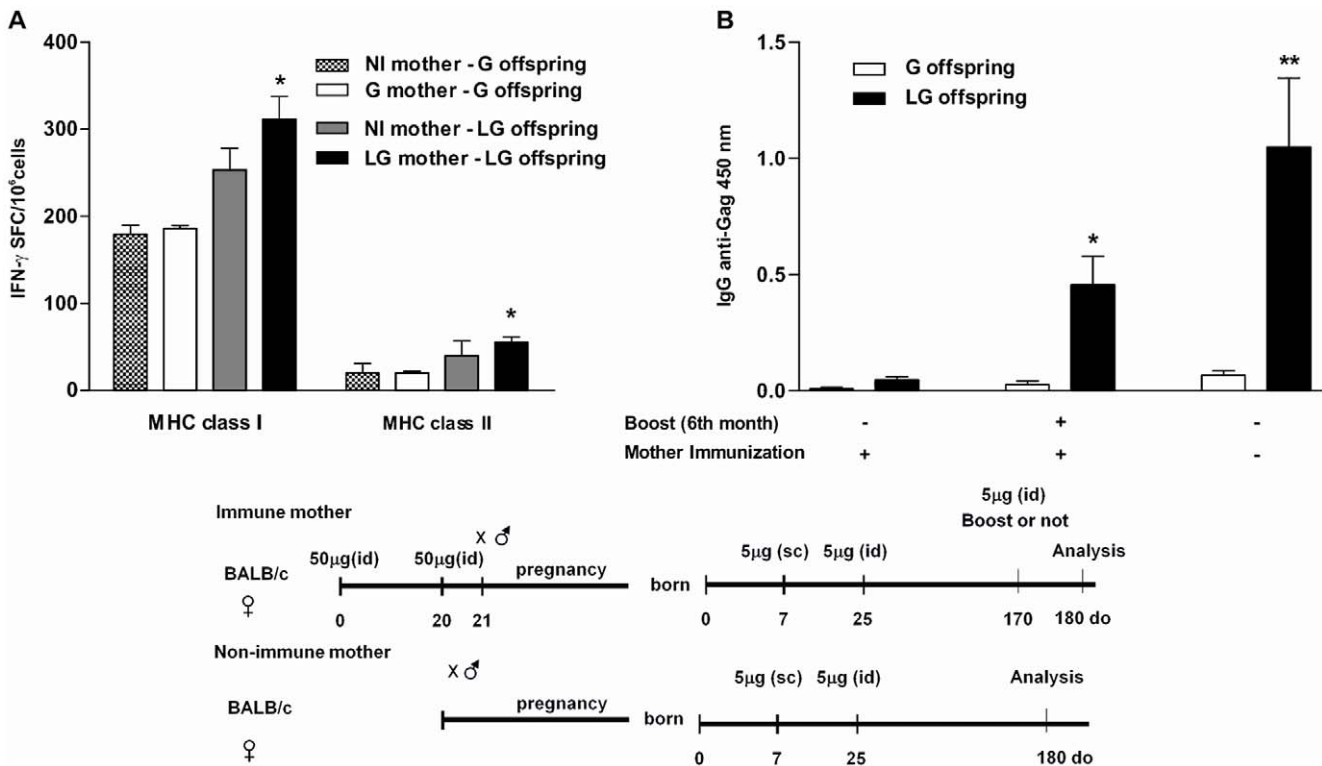 A
IFN-γ SFC/10⁶cells
400
300
200
100
0
NI mother - G offspring
G mother - G offspring
NI mother - LG offspring
LG mother - LG offspring
*
*
MHC class I
MHC class II
B
IgG anti-Gag 450 nm
1.5
1.0
0.5
0.0
G offspring
LG offspring
*
**
Boost (6th month) - + -
Mother Immunization + + -
Immune mother
BALB/c
♀
50µg(id) 50µg(id) X ♂
pregnancy
0 20 21
born
5µg (sc) 5µg (id)
5µg (id)
Boost or not
Analysis
0 7 25 170 180 do
Non-immune mother
BALB/c
♀
X ♂
pregnancy
born
5µg (sc) 5µg (id) Analysis
0 7 25 180 do